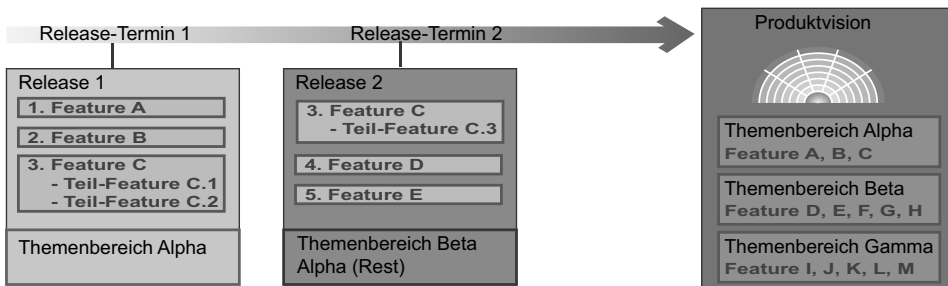 Release-Termin 1
Release-Termin 2
Release 1
1. Feature A
2. Feature B
3. Feature C
- Teil-Feature C.1
- Teil-Feature C.2
Themenbereich Alpha
Release 2
3. Feature C
- Teil-Feature C.3
4. Feature D
5. Feature E
Themenbereich Beta
Alpha (Rest)
Produktvision
Themenbereich Alpha
Feature A, B, C
Themenbereich Beta
Feature D, E, F, G, H
Themenbereich Gamma
Feature I, J, K, L, M